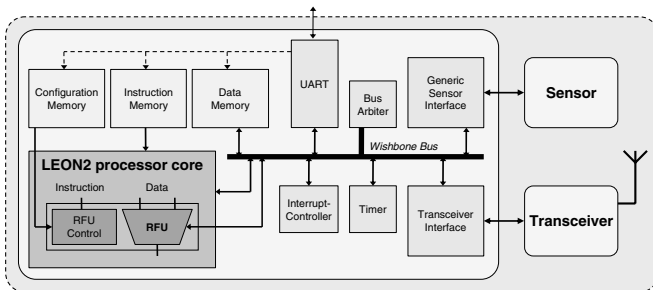 Configuration
Memory
Instruction
Memory
Data
Memory
UART
Bus
Arbiter
Generic
Sensor
Interface
Sensor
Wishbone Bus
LEON2 processor core
Instruction
Data
RFU
Control
RFU
Interrupt-
Controller
Timer
Transceiver
Interface
Transceiver